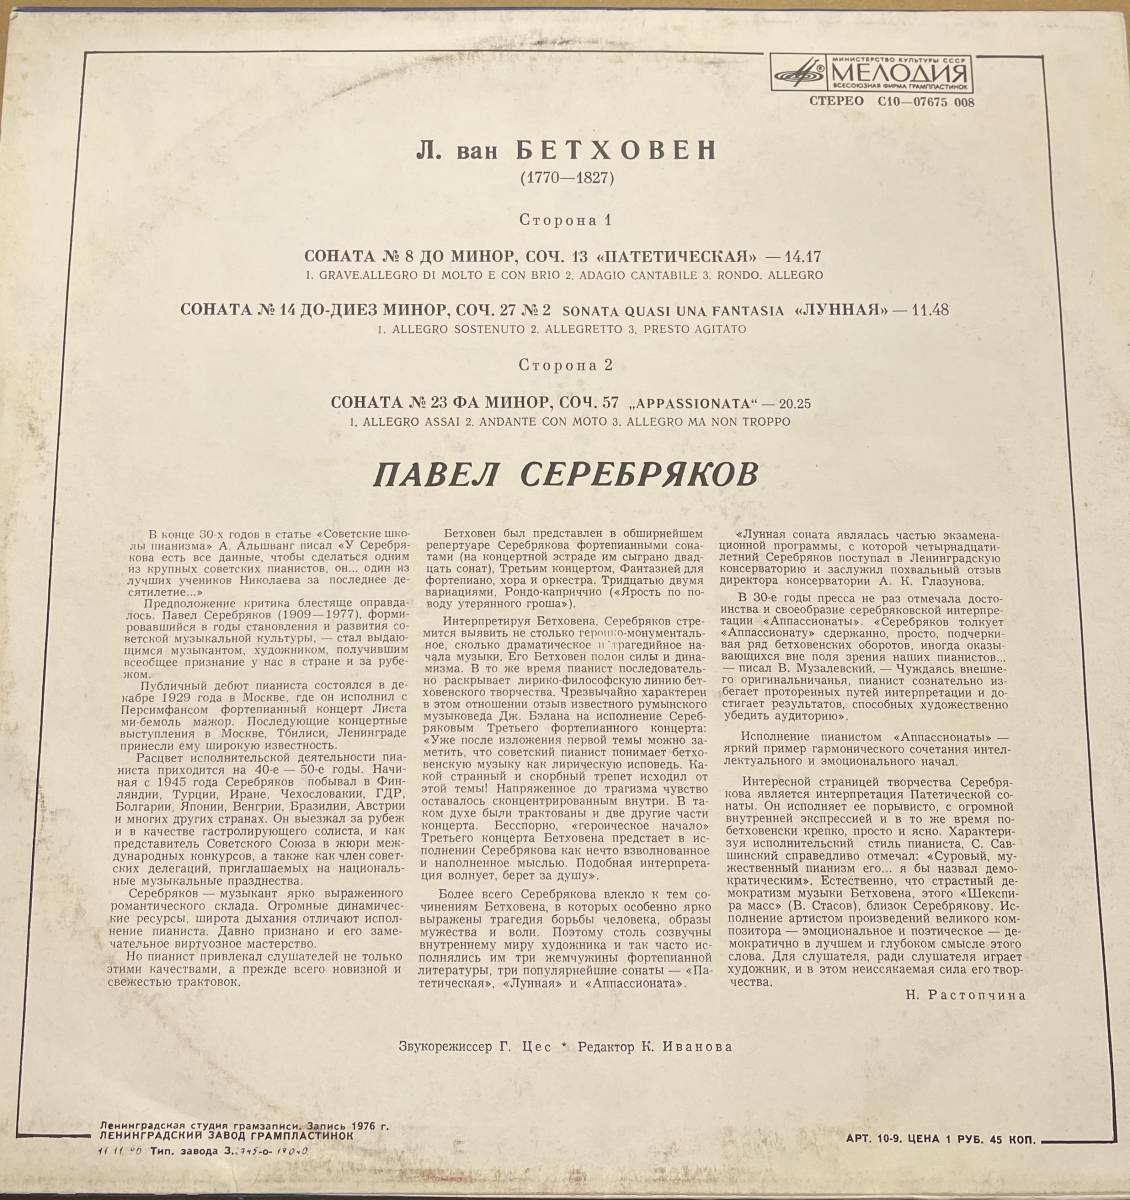 МИНИСТЕРСТВО КУЛЬТУРЫ СССР
МЕЛОДИЯ
ВСЕСОЮЗНАЯ ФИРМА ГРАМПЛАСТИНОК
СТЕРЕО С10—07675 008
Л. ван БЕТХОВЕН
(1770—1827)
Сторона 1
СОНАТА № 8 ДО МИНОР, СОЧ. 13 «ПАТЕТИЧЕСКАЯ» — 14.17
1. GRAVE.ALLEGRO DI MOLTO E CON BRIO 2. ADAGIO CANTABILE 3. RONDO. ALLEGRO
СОНАТА № 14 ДО-ДИЕЗ МИНОР, СОЧ. 27 № 2 SONATA QUASI UNA FANTASIA «ЛУННАЯ» — 11.48
1. ALLEGRO SOSTENUTO 2. ALLEGRETTO 3. PRESTO AGITATO
Сторона 2
СОНАТА № 23 ФА МИНОР, СОЧ. 57 „APPASSIONATA“ — 20.25
1. ALLEGRO ASSAI 2. ANDANTE CON MOTO 3. ALLEGRO MA NON TROPPO
ПАВЕЛ СЕРЕБРЯКОВ
В конце 30-х годов в статье «Советские шко-
лы пианизма» А. Альшванг писал «У Серебря-
кова есть все данные, чтобы сделаться одним
из крупных советских пианистов, он... один из
лучших учеников Николаева за последнее де-
сятилетие...»
Предположение критика блестяще оправда-
лось. Павел Серебряков (1909—1977), форми-
ровавшийся в годы становления и развития со-
ветской музыкальной культуры, — стал выдаю-
щимся музыкантом, художником, получившим
всеобщее признание у нас в стране и за рубе-
жом.
Публичный дебют пианиста состоялся в де-
кабре 1929 года в Москве, где он исполнил с
Персимфансом фортепианный концерт Листа
ми-бемоль мажор. Последующие концертные
выступления в Москве, Тбилиси, Ленинграде
принесли ему широкую известность.
Расцвет исполнительской деятельности пиа-
ниста приходится на 40-е — 50-е годы. Начи-
ная с 1945 года Серебряков побывал в Фин-
ляндии, Турции, Иране, Чехословакии, ГДР,
Болгарии, Японии, Венгрии, Бразилии, Австрии
и многих других странах. Он выезжал за рубеж
и в качестве гастролирующего солиста, и как
представитель Советского Союза в жюри меж-
дународных конкурсов, а также как член совет-
ских делегаций, приглашаемых на националь-
ные музыкальные празднества.
Серебряков — музыкант ярко выраженного
романтического склада. Огромные динамичес-
кие ресурсы, широта дыхания отличают испол-
нение пианиста. Давно признано и его заме-
чательное виртуозное мастерство.
Но пианист привлекал слушателей не только
этими качествами, а прежде всего новизной и
свежестью трактовок.
Бетховен был представлен в обширнейшем
репертуаре Серебрякова фортепианными сона-
тами (на концертной эстраде им сыграно двад-
цать сонат), Третьим концертом, Фантазией для
фортепиано, хора и оркестра. Тридцатью двумя
вариациями, Рондо-каприччио («Ярость по по-
воду утерянного гроша»).
Интерпретируя Бетховена, Серебряков стре-
мится выявить не столько героико-монументаль-
ное, сколько драматическое и трагедийное на-
чала музыки. Его Бетховен полон силы и дина-
мизма. В то же время пианист последователь-
но раскрывает лирико-философскую линию бет-
ховенского творчества. Чрезвычайно характерен
в этом отношении отзыв известного румынского
музыковеда Дж. Бэлана на исполнение Сереб-
ряковым Третьего фортепианного концерта:
«Уже после изложения первой темы можно за-
метить, что советский пианист понимает бетхо-
венскую музыку как лирическую исповедь. Ка-
кой странный и скорбный трепет исходил от
этой темы! Напряженное до трагизма чувство
оставалось сконцентрированным внутри. В та-
ком духе были трактованы и две другие части
концерта. Бесспорно, «героическое начало»
Третьего концерта Бетховена предстает в ис-
полнении Серебрякова как нечто взволнованное
и наполненное мыслью. Подобная интерпрета-
ция волнует, берет за душу».
Более всего Серебрякова влекло к тем со-
чинениям Бетховена, в которых особенно ярко
выражены трагедия борьбы человека, образы
мужества и воли. Поэтому столь созвучны
внутреннему миру художника и так часто ис-
полнялись им три жемчужины фортепианной
литературы, три популярнейшие сонаты — «Па-
тетическая», «Лунная» и «Аппассионата».
«Лунная соната являлась частью экзамена-
ционной программы, с которой четырнадцати-
летний Серебряков поступал в Ленинградскую
консерваторию и заслужил похвальный отзыв
директора консерватории А. К. Глазунова.
В 30-е годы пресса не раз отмечала досто-
инства и своеобразие серебряковской интерпре-
тации «Аппассионаты». «Серебряков толкует
«Аппассионату» сдержанно, просто, подчерки-
вая ряд бетховенских оборотов, иногда оказы-
вающихся вне поля зрения наших пианистов...
— писал В. Музалевский. — Чуждаясь внешне-
го оригинальничанья, пианист сознательно из-
бегает проторенных путей интерпретации и до-
стигает результатов, способных художественно
убедить аудиторию».
Исполнение пианистом «Аппассионаты» —
яркий пример гармонического сочетания интел-
лектуального и эмоционального начал.
Интересной страницей творчества Серебря-
кова является интерпретация Патетической со-
наты. Он исполняет ее порывисто, с огромной
внутренней экспрессией и в то же время по-
бетховенски крепко, просто и ясно. Характери-
зуя исполнительский стиль пианиста, С. Сав-
шинский справедливо отмечал: «Суровый, му-
жественный пианизм его... я бы назвал демо-
кратическим». Естественно, что страстный де-
мократизм музыки Бетховена, этого «Шекспи-
ра масс» (В. Стасов), близок Серебрякову. Ис-
полнение артистом произведений великого ком-
позитора — эмоциональное и поэтическое — де-
мократично в лучшем и глубоком смысле этого
слова. Для слушателя, ради слушателя играет
художник, и в этом неиссякаемая сила его твор-
чества.
Н. Растопчина
Звукорежиссер Г. Цес * Редактор К. Иванова
Ленинградская студия грамзаписи. Запись 1976 г.
ЛЕНИНГРАДСКИЙ ЗАВОД ГРАМПЛАСТИНОК
Тип. завода З.
АРТ. 10-9. ЦЕНА 1 РУБ. 45 КОП.